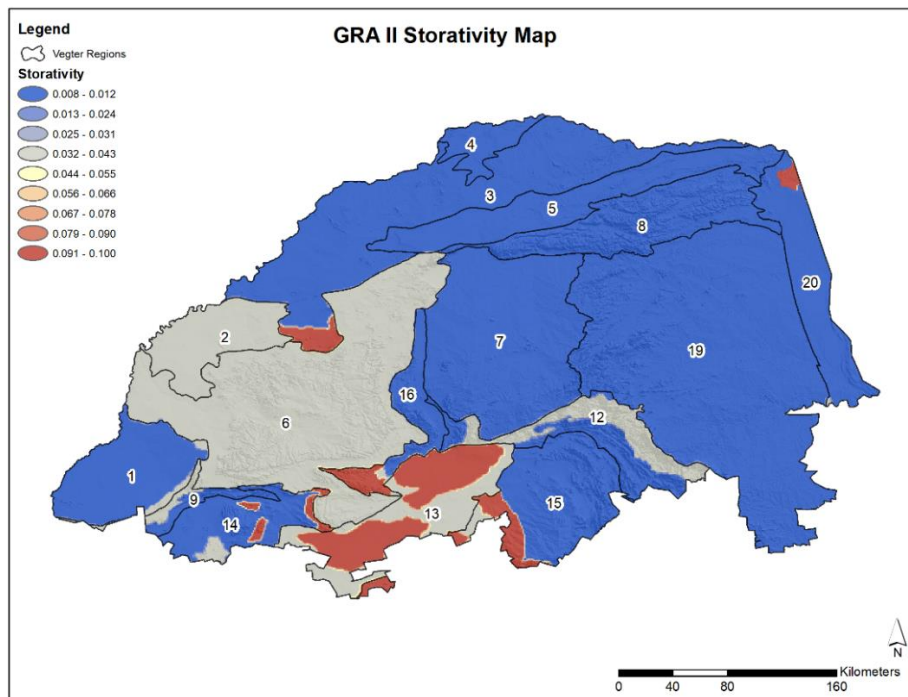 GRA II Storativity Map
Legend
Vegter Regions
Storativity
0.008 - 0.012
0.013 - 0.024
0.025 - 0.031
0.032 - 0.043
0.044 - 0.055
0.056 - 0.066
0.067 - 0.078
0.079 - 0.090
0.091 - 0.100
4
3
5
8
20
2
7
19
16
6
12
1
9
13
15
14
N
Kilometers
0 40 80 160